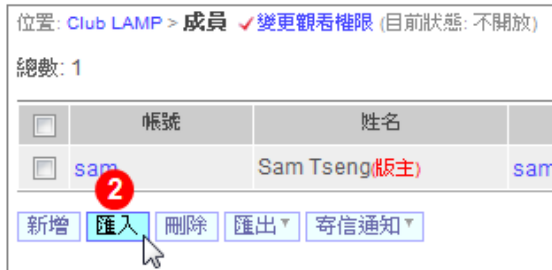 位置: Club LAMP > 成員 ✓變更觀看權限 (目前狀態: 不開放)
總數: 1
帳號 姓名
sam Sam Tseng(版主) sam
2
新增 匯入 刪除 匯出▼ 寄信通知▼